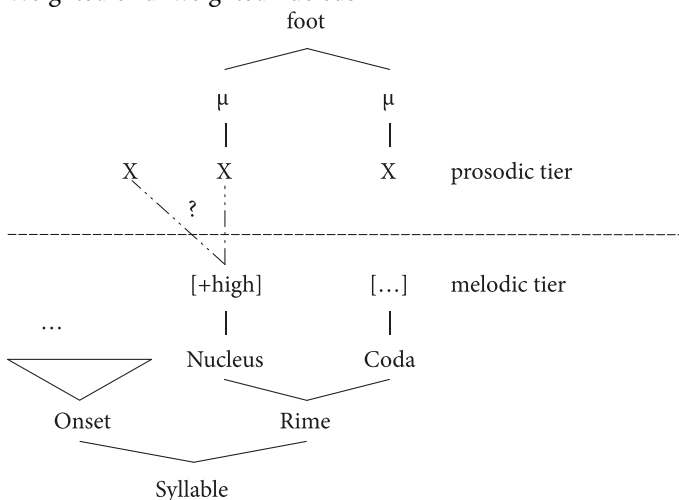 foot
μ μ
X X X prosodic tier
?
[+high] […] melodic tier
…
Nucleus Coda
Onset Rime
Syllable